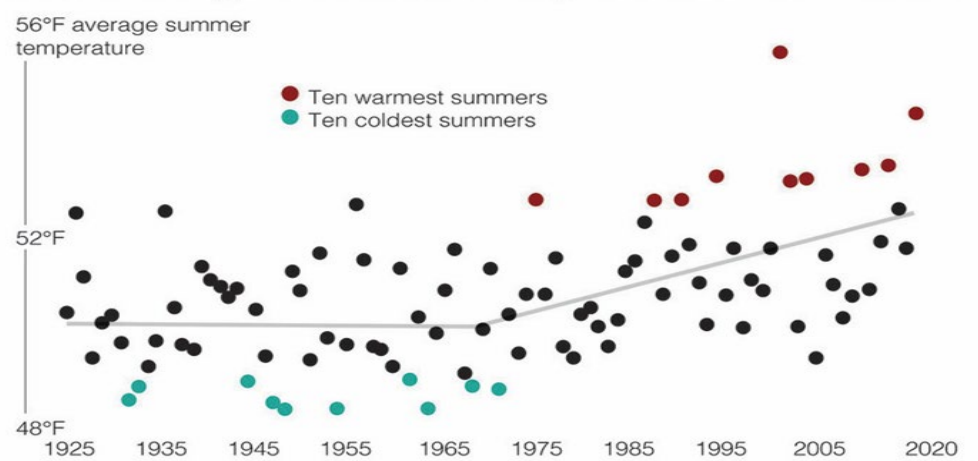 56°F average summer
temperature
Ten warmest summers
Ten coldest summers
52°F
48°F
1925 1935 1945 1955 1965 1975 1985 1995 2005 2020